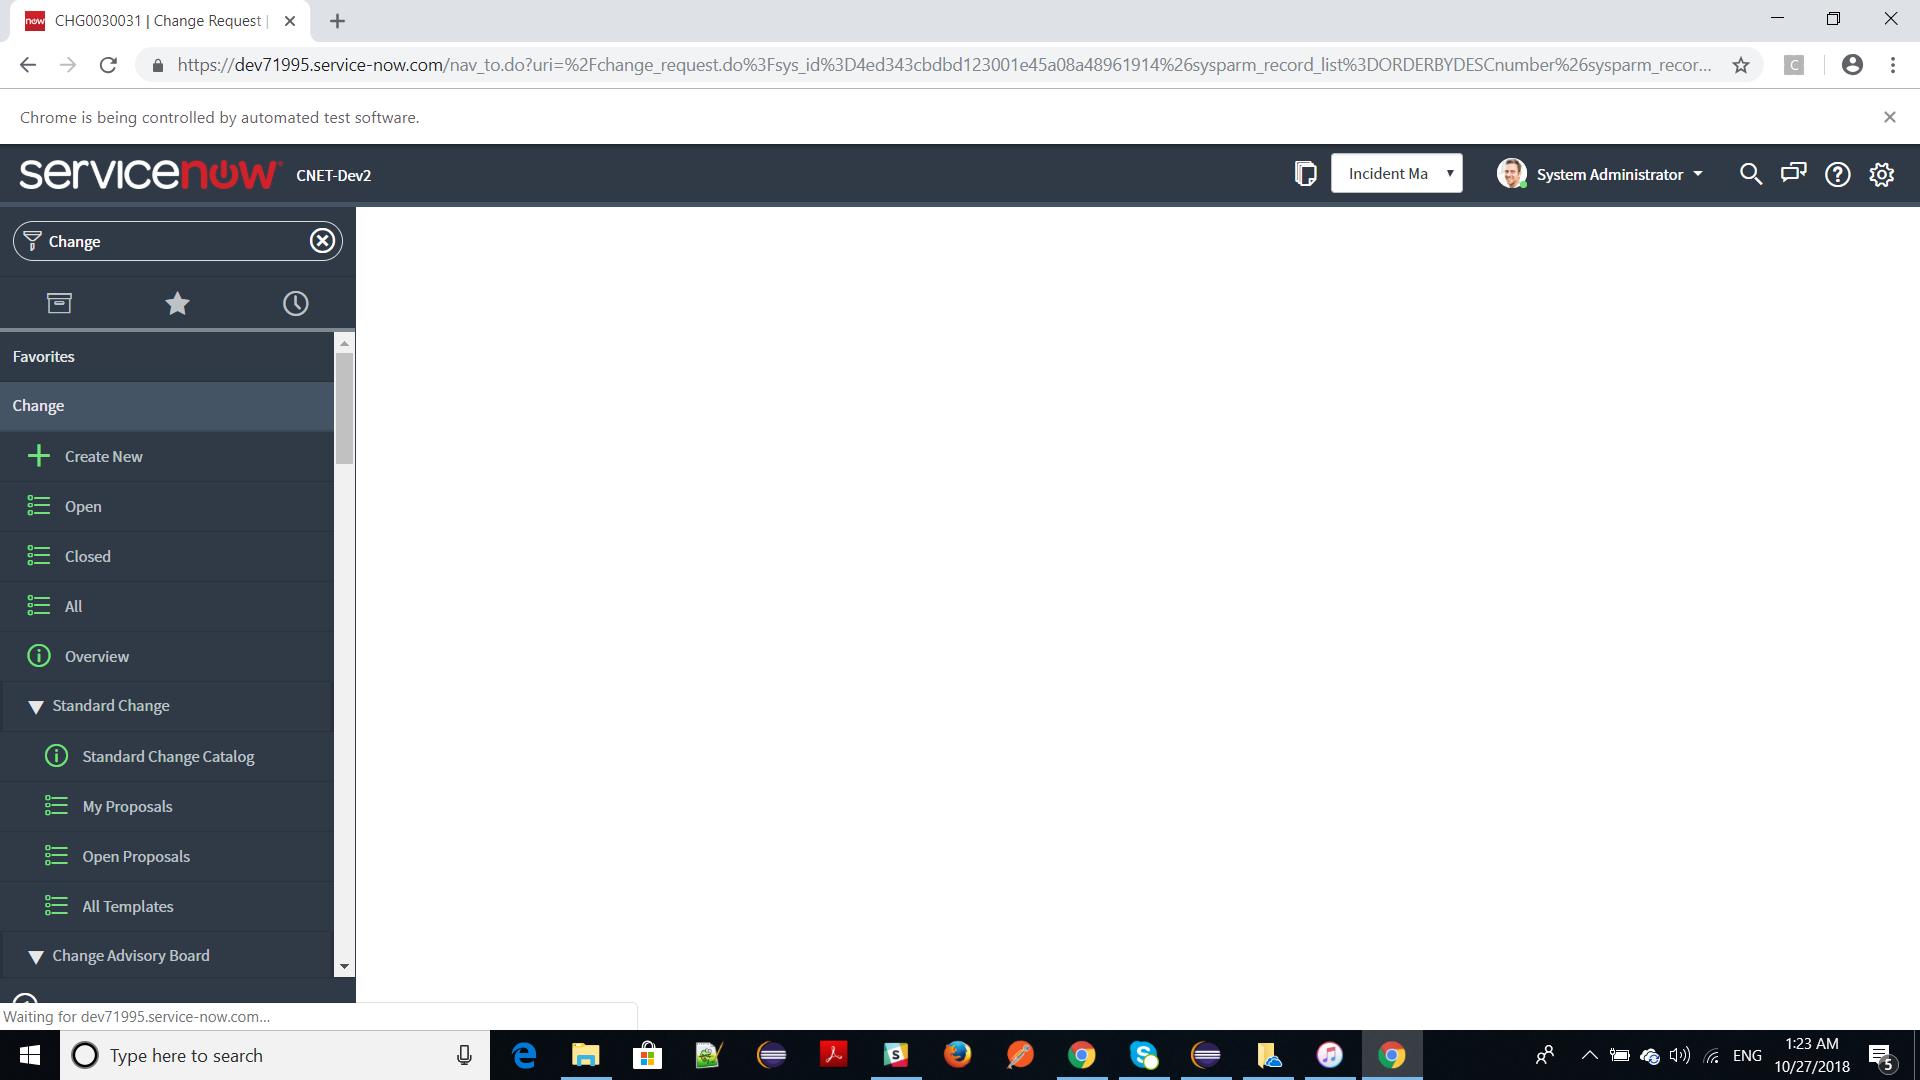 now CHG0030031 | Change Request |
https://dev71995.service-now.com/nav_to.do?uri=%2Fchange_request.do%3Fsys_id%3D4ed343cbdbd123001e45a08a48961914%26sysparm_record_list%3DORDERBYDESCnumber%26sysparm_recor... C
Chrome is being controlled by automated test software.
servicenow CNET-Dev2 Incident Ma System Administrator
Change
Favorites
Change
Create New
Open
Closed
All
Overview
Standard Change
Standard Change Catalog
My Proposals
Open Proposals
All Templates
Change Advisory Board
Waiting for dev71995.service-now.com...
Type here to search
ENG
1:23 AM
10/27/2018
5